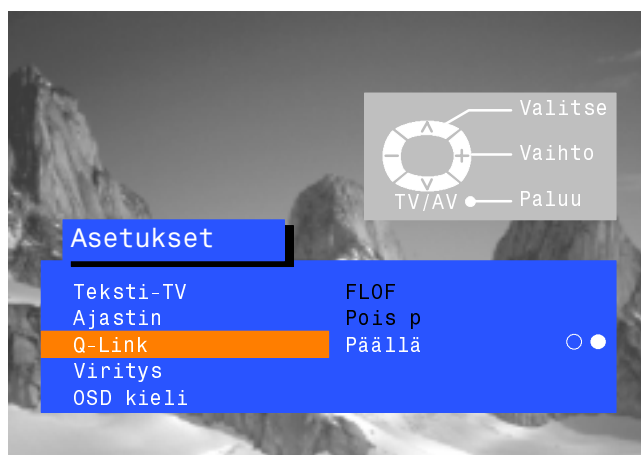 Valitse
Vaihto
TV/AV Paluu
Asetukset
Teksti-TV FLOF
Ajastin Pois p
Q-Link Päällä
Viritys
OSD kieli